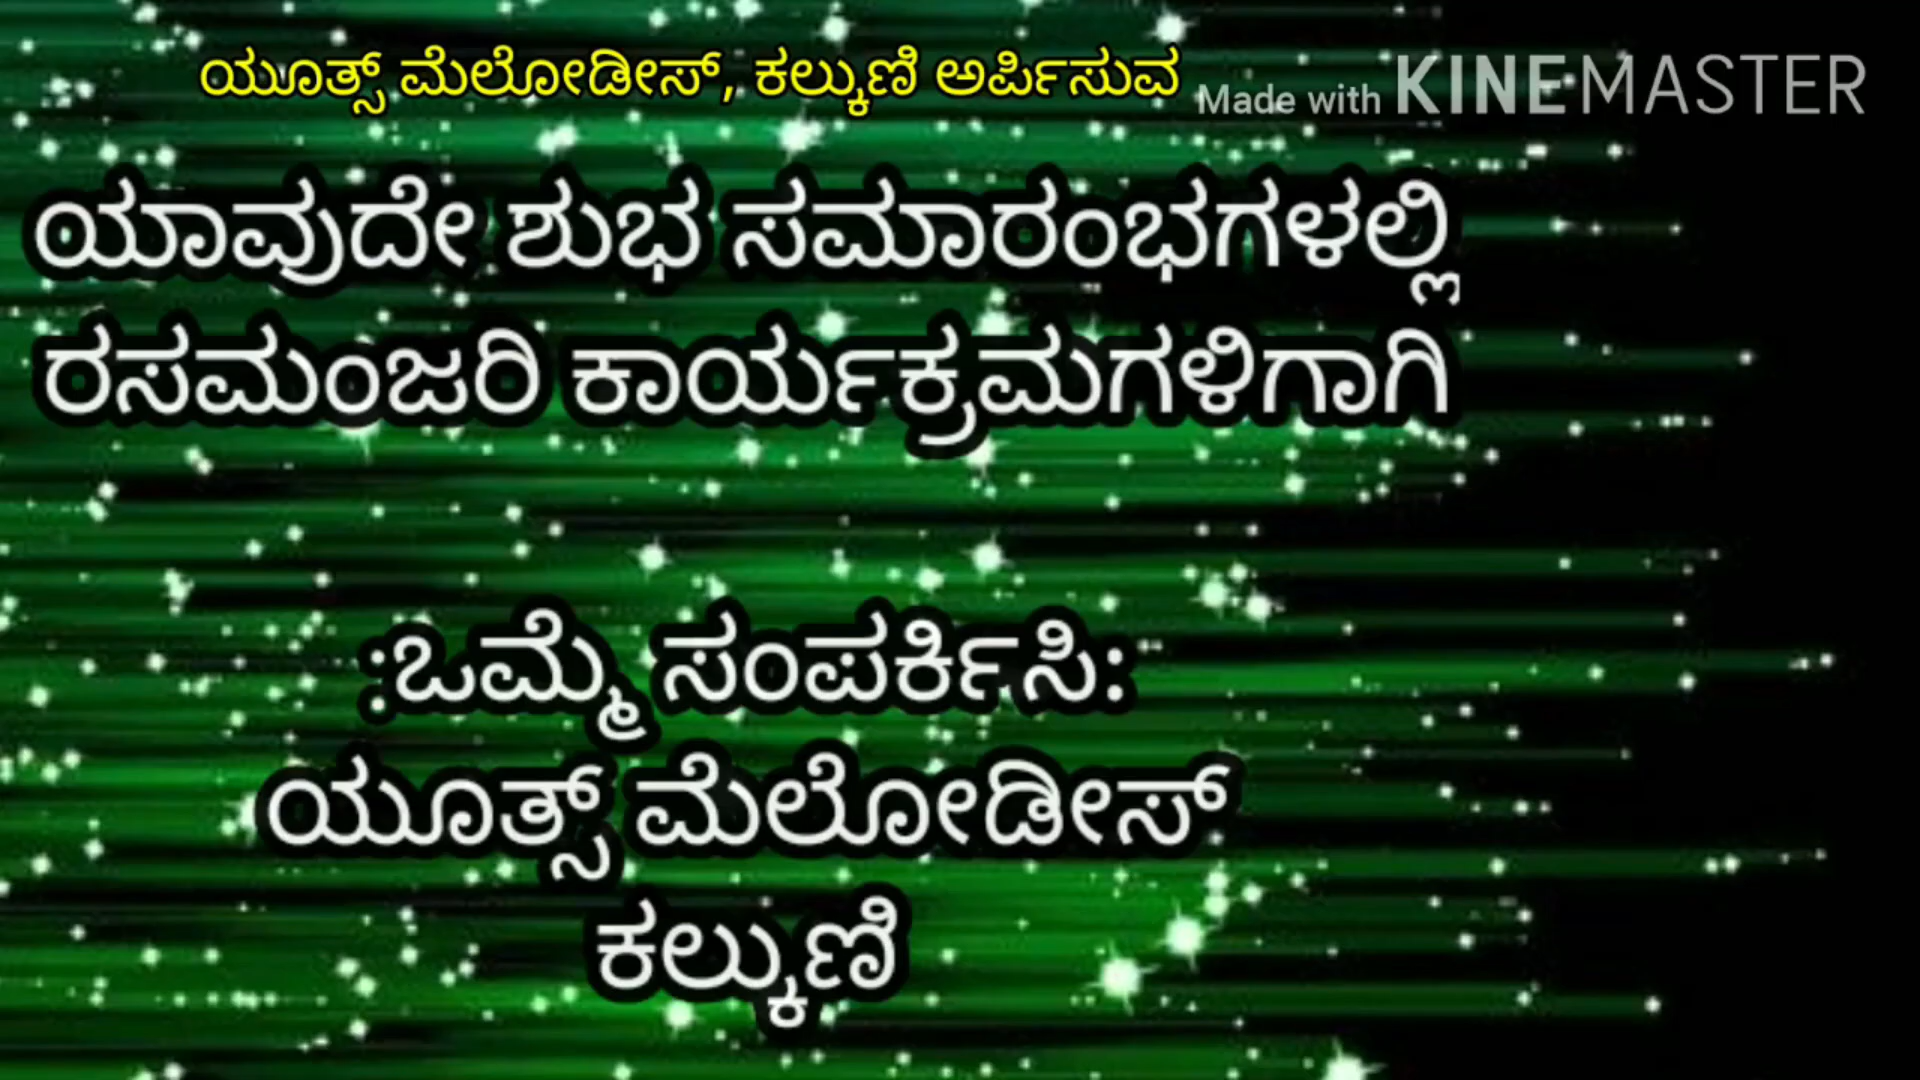 ಯೂತ್ಸ್ ಮೆಲೋಡೀಸ್, ಕಲ್ಕುಣಿ ಅರ್ಪಿಸುವ
Made with KINEMASTER
ಯಾವುದೇ ಶುಭ ಸಮಾರಂಭಗಳಲ್ಲಿ
ರಸಮಂಜರಿ ಕಾರ್ಯಕ್ರಮಗಳಿಗಾಗಿ
:ಒಮ್ಮೆ ಸಂಪರ್ಕಿಸಿ:
ಯೂತ್ಸ್ ಮೆಲೋಡೀಸ್
ಕಲ್ಕುಣಿ